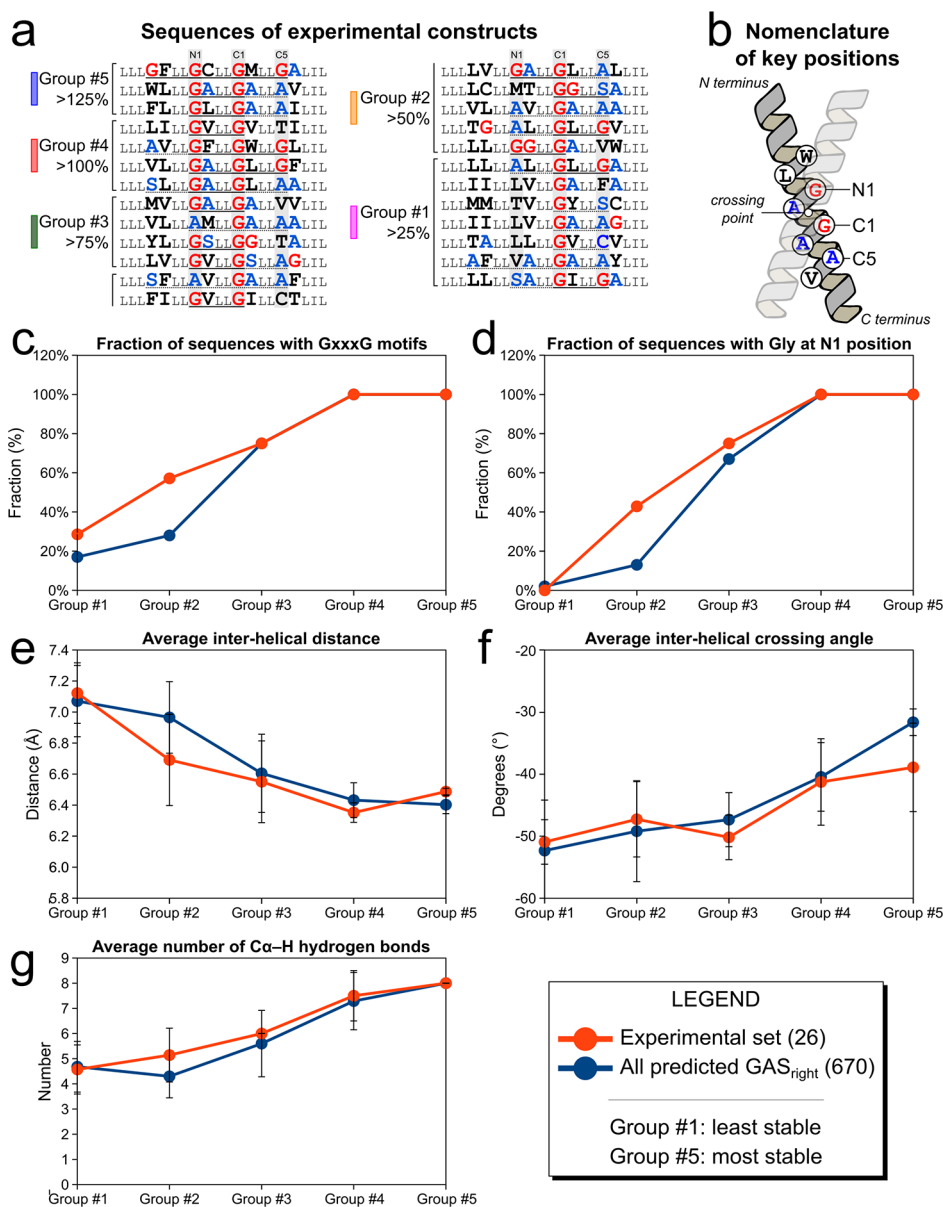 a
Sequences of experimental constructs
N1 C1 C5
Group #5
>125%
LLLGFLLGCLLGMLLGALIL
LLLWLLLGALLGALLAVLIL
LLLFLLLGLLLGALLAILIL
Group #4
>100%
LLLLILLGVLLGVLLTILIL
LLLAVLLGFLLGWLLGLLIL
LLLVLLLGALLGLLLGFLIL
LLLSLLLGALLGLLLAALIL
Group #3
>75%
LLLMVLLGVLLGALLVVLIL
LLLVLLLAMLLGALLAALIL
LLLYLLLGSLLGGLLTALIL
LLLVLLLGVLLGSLLAGLIL
LLLSFLLAVLLGALLAFLIL
LLLFILLGVLLGILLCTLIL
N1 C1 C5
Group #2
>50%
LLLLVLLGALLGLLLALLIL
LLLLCLLMTLLGGLLSALIL
LLLVLLLAVLLGALLAALIL
LLLTGLLALLLGLLLGVLIL
LLLLLLLGGLLGALLVWLIL
Group #1
>25%
LLLLLLLALLLGLLLGALIL
LLLIILLLVLLGALLFALIL
LLLMMLLTVLLGYLLSCLIL
LLLIILLLVLLGALLAGLIL
LLLTALLLLLLGVLLCVLIL
LLLAFLLVALLGALLAYLIL
LLLLLLLSALLGILLGALIL
b
Nomenclature
of key positions
N terminus
W
L
G N1
A
crossing
point
G C1
A
A C5
V
C terminus
c
Fraction of sequences with GxxxG motifs
Fraction (%)
120%
100%
80%
60%
40%
20%
0%
Group #1 Group #2 Group #3 Group #4 Group #5
d
Fraction of sequences with Gly at N1 position
Fraction (%)
120%
100%
80%
60%
40%
20%
0%
Group #1 Group #2 Group #3 Group #4 Group #5
e
Average inter-helical distance
Distance (Å)
7.4
7.2
7.0
6.8
6.6
6.4
6.2
6.0
5.8
Group #1 Group #2 Group #3 Group #4 Group #5
f
Average inter-helical crossing angle
Degrees (°)
-20
-30
-40
-50
-60
Group #1 Group #2 Group #3 Group #4 Group #5
g
Average number of Cα–H hydrogen bonds
Number
9
8
7
6
5
4
3
2
1
0
Group #1 Group #2 Group #3 Group #4 Group #5
LEGEND
Experimental set (26)
All predicted GASright (670)
Group #1: least stable
Group #5: most stable